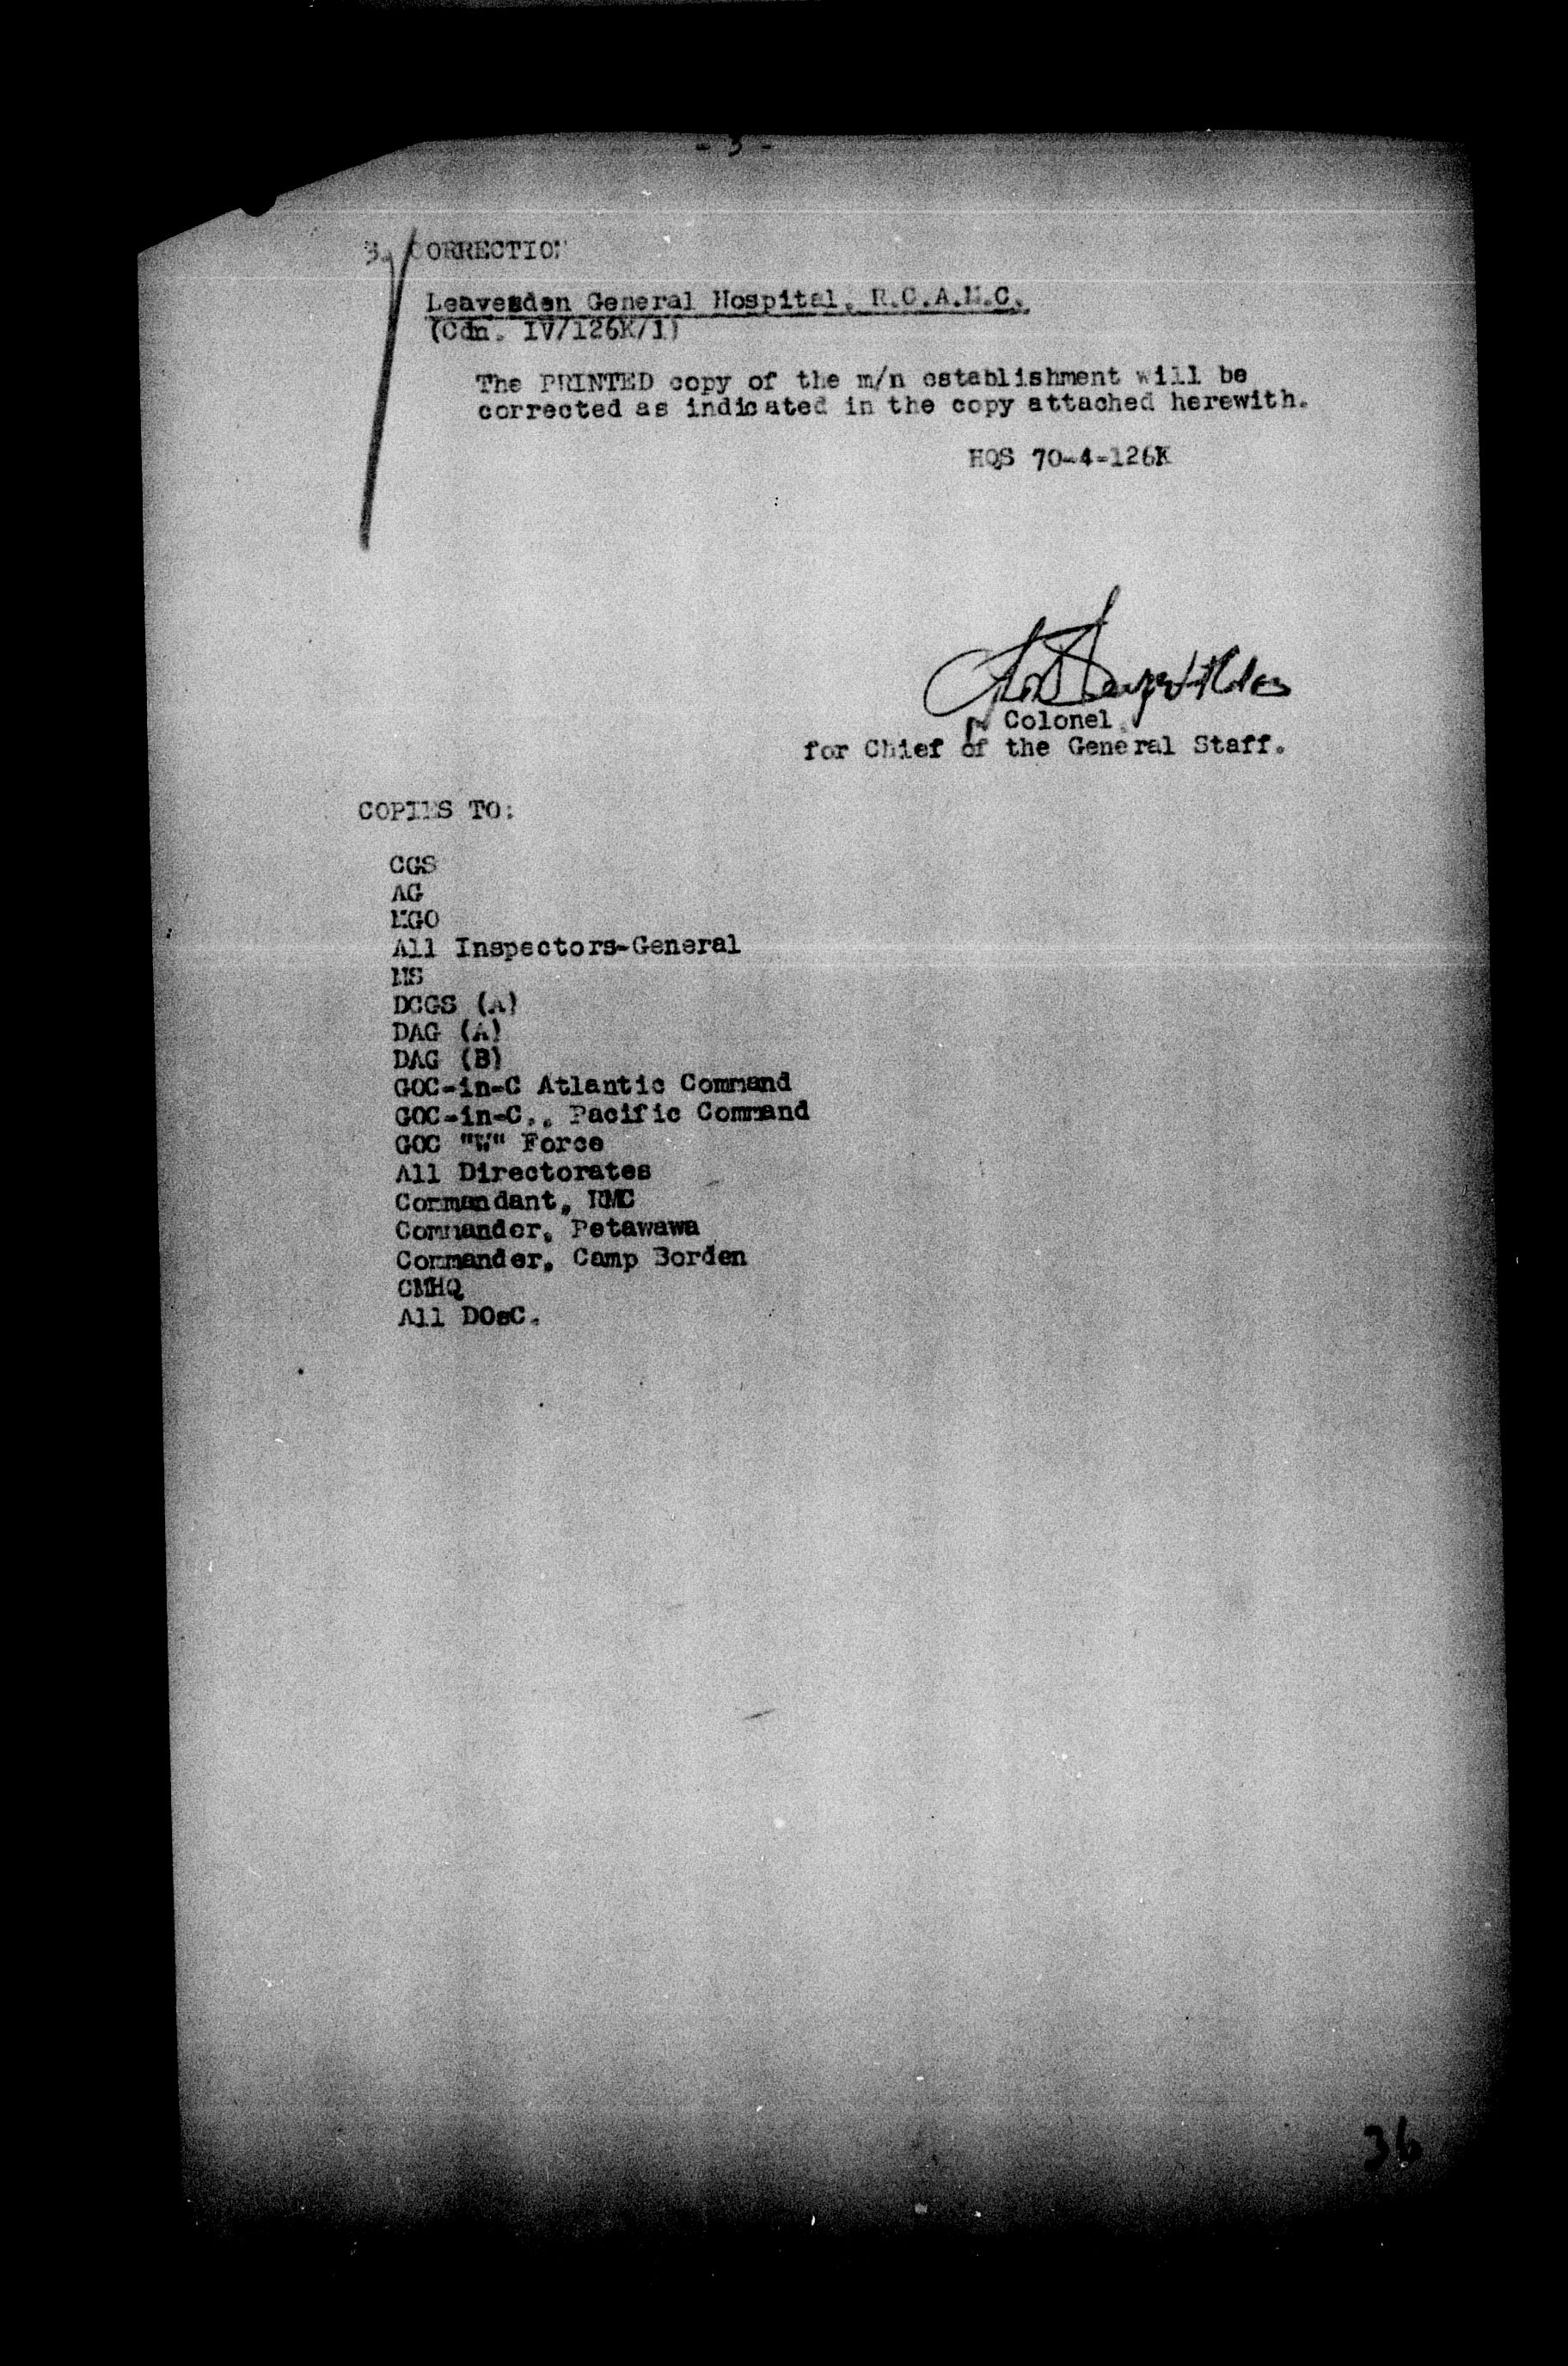 - 3 -
3. CORRECTION
Leavesden General Hospital, R.C.A.M.C.
(Cdn. IV/126K/1)
The PRINTED copy of the m/n establishment will be
corrected as indicated in the copy attached herewith.
HQS 70-4-126K
Colonel,
for Chief of the General Staff.
COPIES TO:
CGS
AG
MGO
All Inspectors-General
MS
DCGS (A)
DAG (A)
DAG (B)
GOC-in-C Atlantic Command
GOC-in-C,. Pacific Command
GOC "W" Force
All Directorates
Commandant, RMC
Commander, Petawawa
Commander, Camp Borden
CMHQ
All DOsC.
36